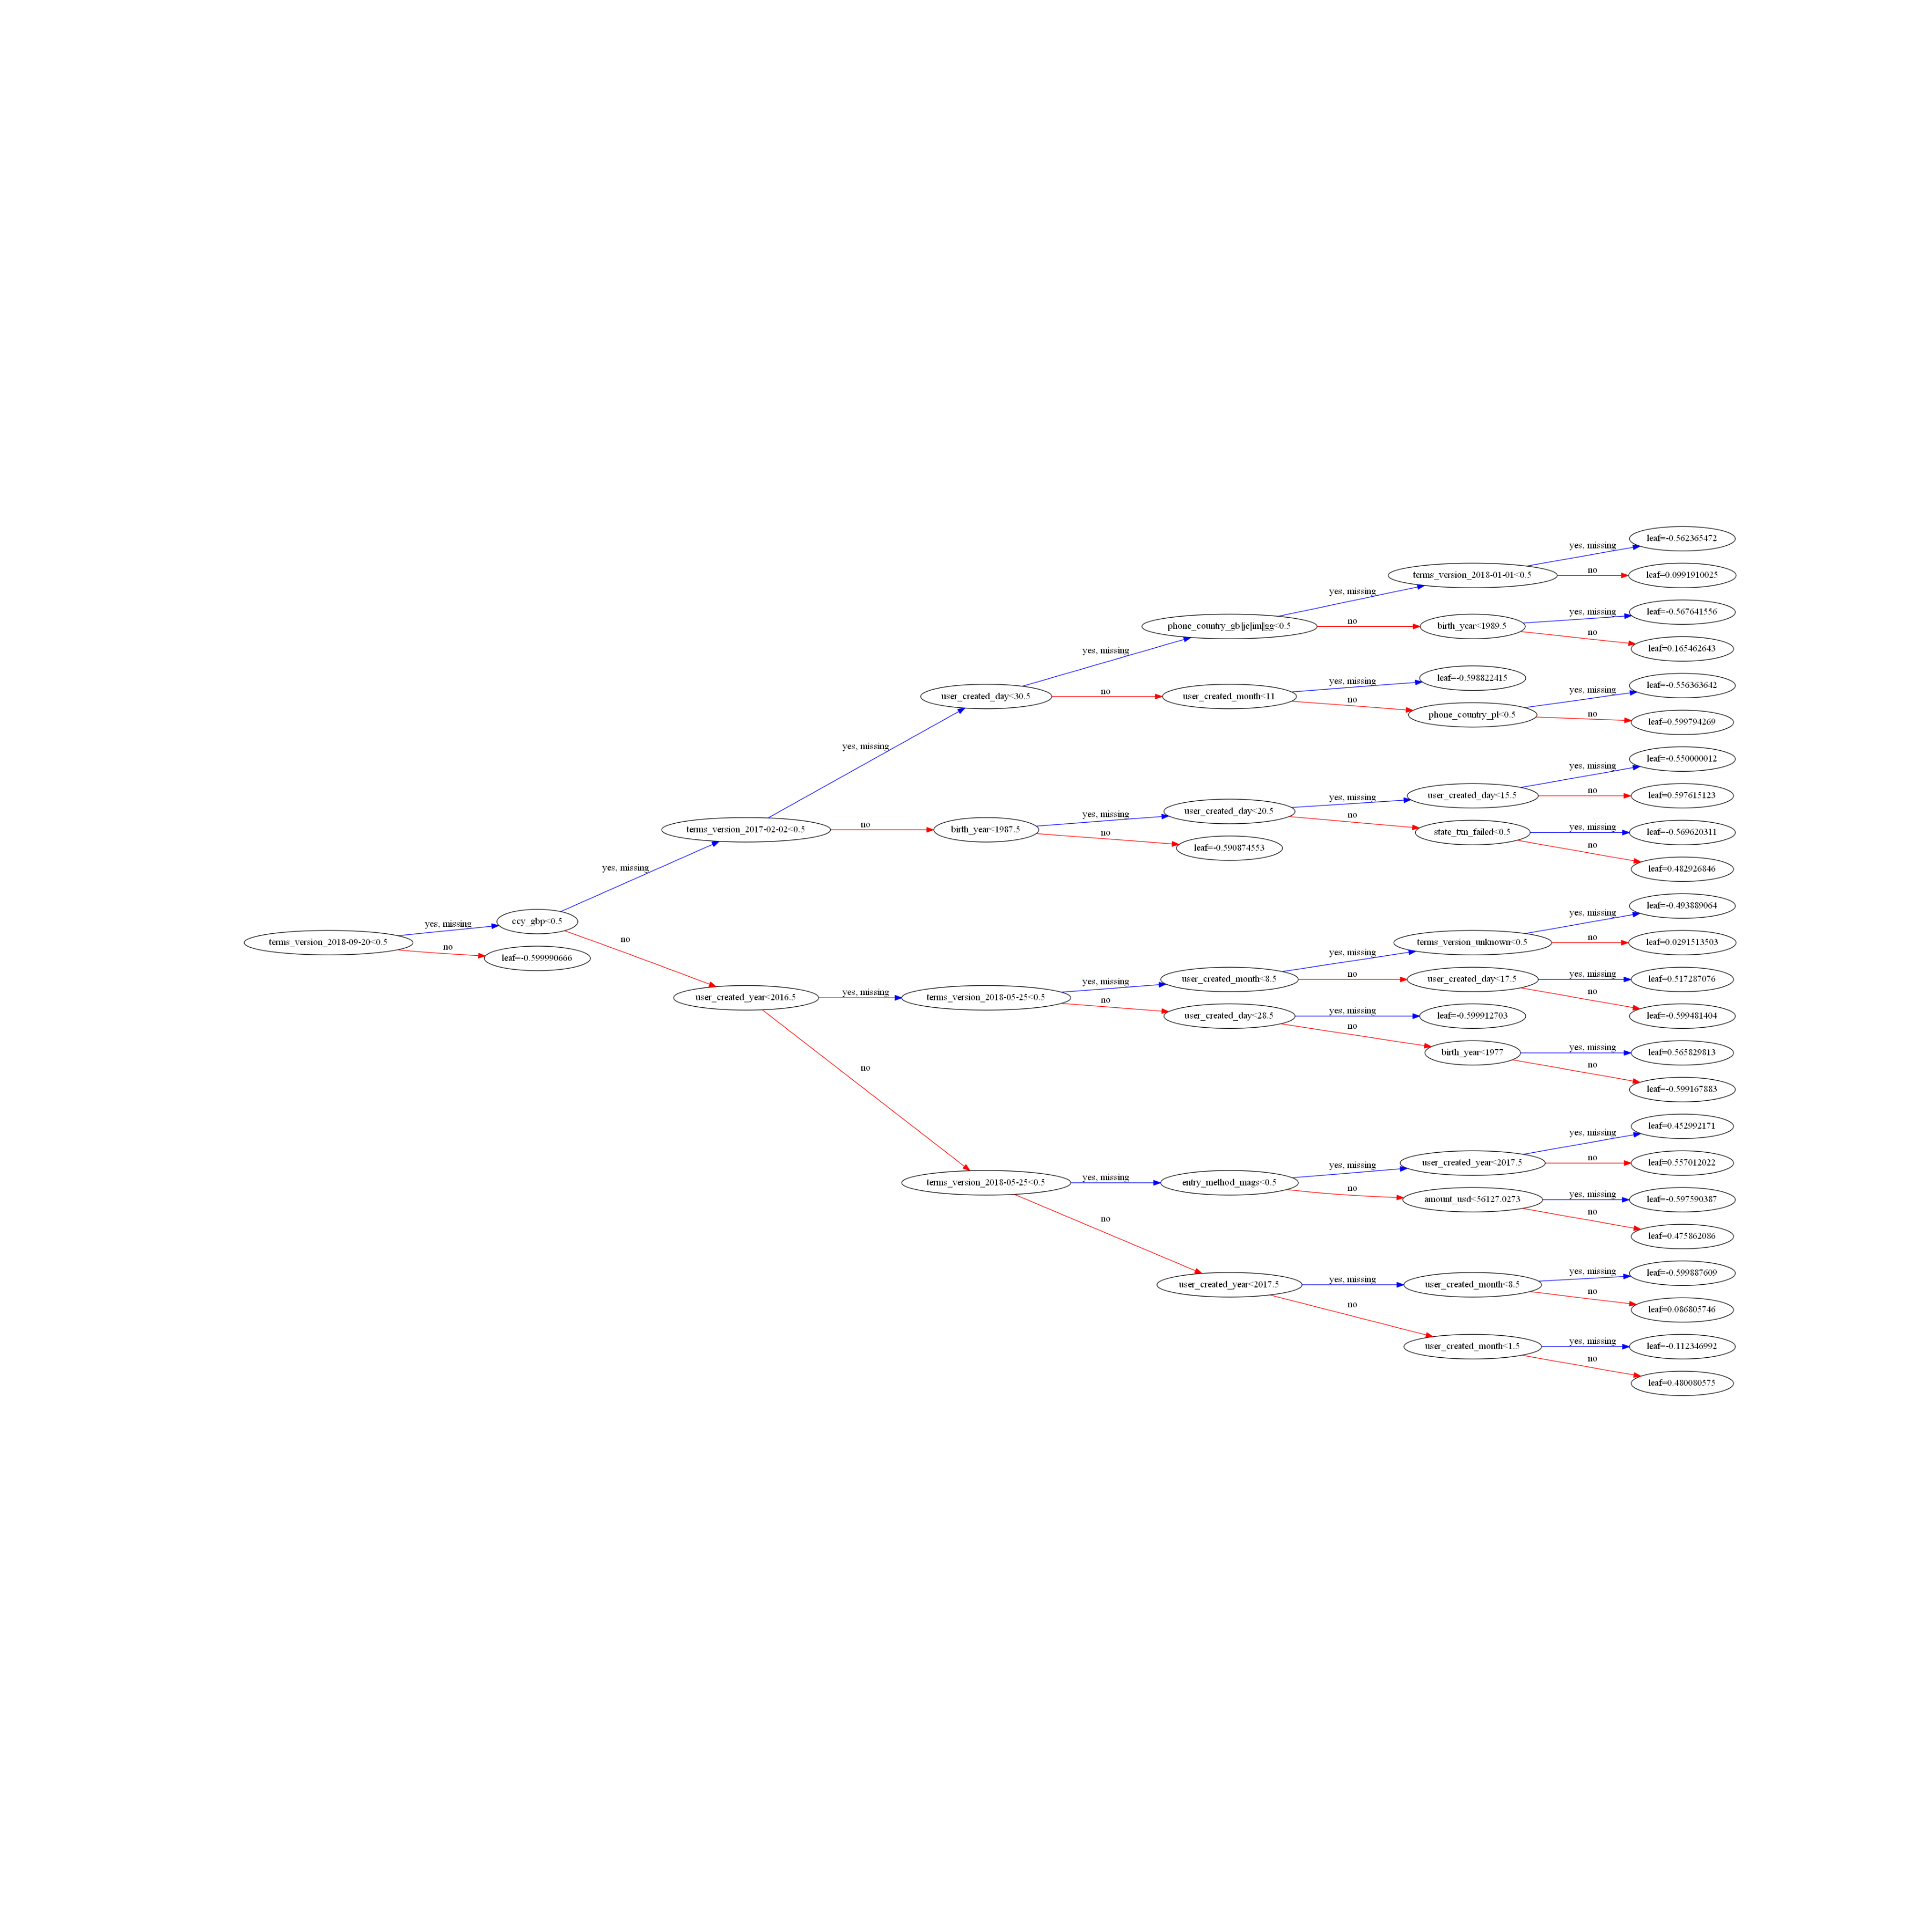 yes, missing
leaf=-0.562365472
terms_version_2018-01-01<0.5
no
leaf=0.0991910025
yes, missing
phone_country_gb|je|im|gg<0.5
no
birth_year<1989.5
yes, missing
leaf=-0.567641556
no
leaf=0.165462643
yes, missing
user_created_day<30.5
no
user_created_month<11
yes, missing
leaf=-0.598822415
no
phone_country_pl<0.5
yes, missing
leaf=-0.556363642
no
leaf=0.599794269
yes, missing
terms_version_2017-02-02<0.5
no
birth_year<1987.5
yes, missing
user_created_day<20.5
yes, missing
user_created_day<15.5
yes, missing
leaf=-0.550000012
no
leaf=0.597615123
no
state_txn_failed<0.5
yes, missing
leaf=-0.569620311
no
leaf=0.482926846
no
leaf=-0.590874553
yes, missing
terms_version_2018-09-20<0.5
yes, missing
ccy_gbp<0.5
no
leaf=-0.599990666
no
user_created_year<2016.5
yes, missing
terms_version_2018-05-25<0.5
yes, missing
user_created_month<8.5
yes, missing
terms_version_unknown<0.5
yes, missing
leaf=-0.493889064
no
leaf=0.0291513503
no
user_created_day<17.5
yes, missing
leaf=0.517287076
no
leaf=-0.599481404
no
user_created_day<28.5
yes, missing
leaf=-0.599912703
no
birth_year<1977
yes, missing
leaf=0.565829813
no
leaf=-0.599167883
no
terms_version_2018-05-25<0.5
yes, missing
entry_method_mags<0.5
yes, missing
user_created_year<2017.5
yes, missing
leaf=0.452992171
no
leaf=0.557012022
no
amount_usd<56127.0273
yes, missing
leaf=-0.597590387
no
leaf=0.475862086
no
user_created_year<2017.5
yes, missing
user_created_month<8.5
yes, missing
leaf=-0.599887609
no
leaf=0.086805746
no
user_created_month<1.5
yes, missing
leaf=-0.112346992
no
leaf=0.480080575